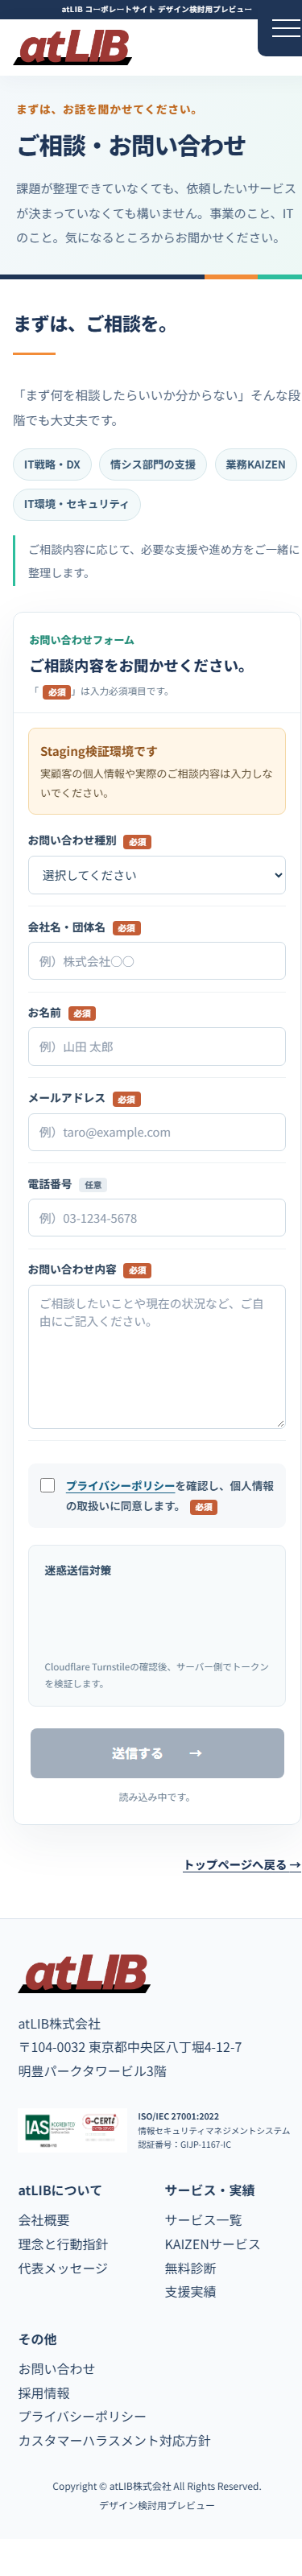 atLIB コーポレートサイト デザイン検討用プレビュー
atLIB
まずは、お話を聞かせてください。
ご相談・お問い合わせ
課題が整理できていなくても、依頼したいサービス
が決まっていなくても構いません。事業のこと、IT
のこと。気になるところからお聞かせください。
まずは、ご相談を。
「まず何を相談したらいいか分からない」そんな段
階でも大丈夫です。
IT戦略・DX
情シス部門の支援
業務KAIZEN
IT環境・セキュリティ
ご相談内容に応じて、必要な支援や進め方をご一緒に
整理します。
お問い合わせフォーム
ご相談内容をお聞かせください。
「 必須 」は入力必須項目です。
Staging検証環境です
実顧客の個人情報や実際のご相談内容は入力しな
いでください。
お問い合わせ種別 必須
選択してください
会社名・団体名 必須
例）株式会社〇〇
お名前 必須
例）山田 太郎
メールアドレス 必須
例）taro@example.com
電話番号 任意
例）03-1234-5678
お問い合わせ内容 必須
ご相談したいことや現在の状況など、ご自
由にご記入ください。
プライバシーポリシーを確認し、個人情報
の取扱いに同意します。 必須
迷惑送信対策
Cloudflare Turnstileの確認後、サーバー側でトークン
を検証します。
送信する →
読み込み中です。
トップページへ戻る →
atLIB
atLIB株式会社
〒104-0032 東京都中央区八丁堀4-12-7
明豊パークタワービル3階
IAS ACCREDITED
G-CERTi
ISO/IEC 27001:2022
情報セキュリティマネジメントシステム
認証番号：GIJP-1167-IC
atLIBについて
会社概要
理念と行動指針
代表メッセージ
サービス・実績
サービス一覧
KAIZENサービス
無料診断
支援実績
その他
お問い合わせ
採用情報
プライバシーポリシー
カスタマーハラスメント対応方針
Copyright © atLIB株式会社 All Rights Reserved.
デザイン検討用プレビュー